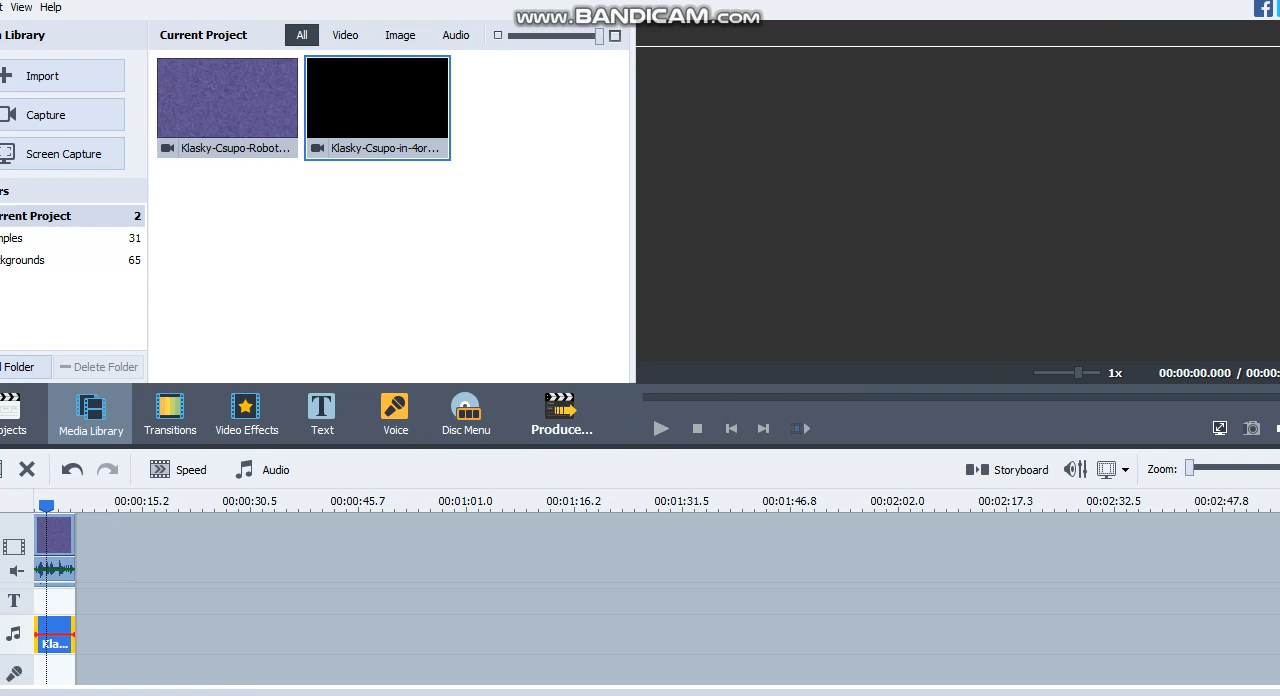 t View Help
www.BANDICAM.com
Library
Current Project
All
Video
Image
Audio
Import
Capture
Screen Capture
Klasky-Csupo-Robot...
Klasky-Csupo-in-4or...
rs
rrent Project 2
nples 31
kgrounds 65
l Folder
Delete Folder
1x
00:00:00.000 / 00:00:
ojects
Media Library
Transitions
Video Effects
Text
Voice
Disc Menu
Produce...
Speed
Audio
Storyboard
Zoom:
00:00:15.2 00:00:30.5 00:00:45.7 00:01:01.0 00:01:16.2 00:01:31.5 00:01:46.8 00:02:02.0 00:02:17.3 00:02:32.5 00:02:47.8
T
Kla...